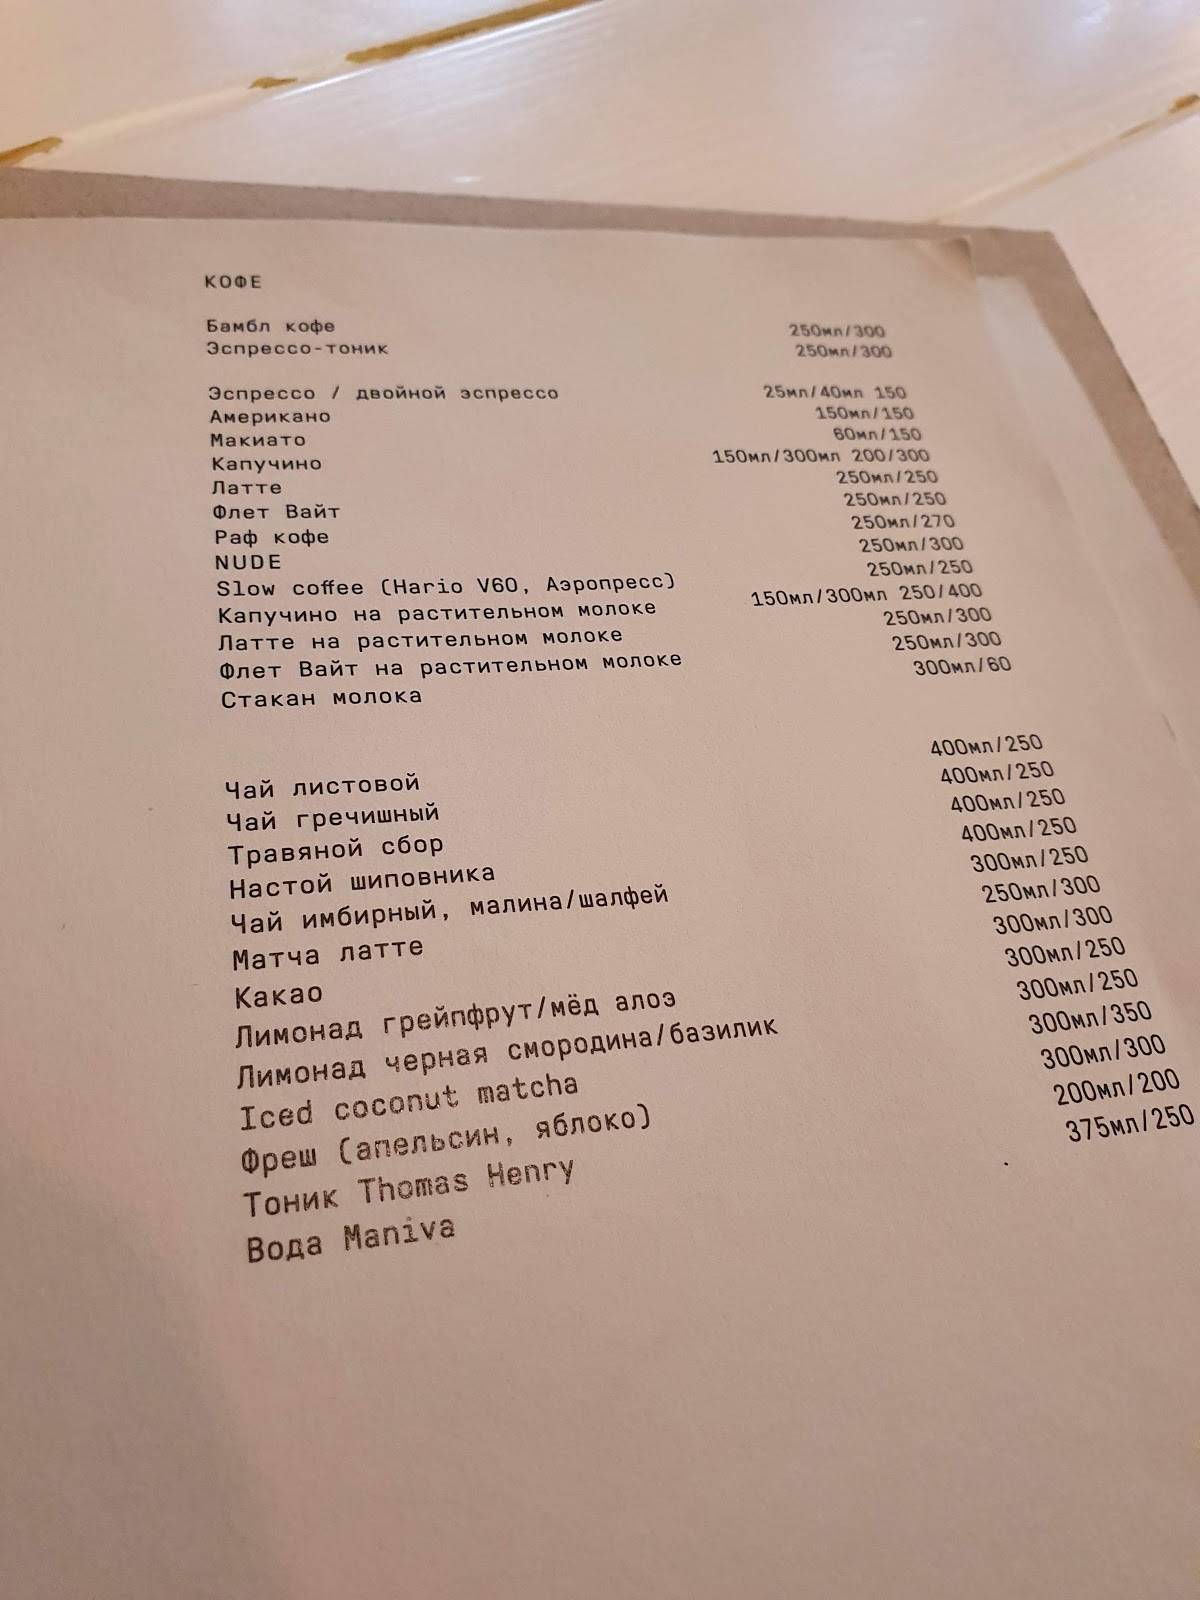 КОФЕ
Бамбл кофе 250мл/300
Эспрессо-тоник 250мл/300
Эспрессо / двойной эспрессо 25мл/40мл 150
Американо 150мл/150
Макиато 60мл/150
Капучино 150мл/300мл 200/300
Латте 250мл/250
Флет Вайт 250мл/250
Раф кофе 250мл/270
NUDE 250мл/300
Slow coffee (Hario V60, Аэропресс) 250мл/250
Капучино на растительном молоке 150мл/300мл 250/400
Латте на растительном молоке 250мл/300
Флет Вайт на растительном молоке 250мл/300
Стакан молока 300мл/60
Чай листовой 400мл/250
Чай гречишный 400мл/250
Травяной сбор 400мл/250
Настой шиповника 400мл/250
Чай имбирный, малина/шалфей 300мл/250
Матча латте 250мл/300
Какао 300мл/300
Лимонад грейпфрут/мёд алоэ 300мл/250
Лимонад черная смородина/базилик 300мл/250
Iced coconut matcha 300мл/350
Фреш (апельсин, яблоко) 300мл/300
Тоник Thomas Henry 200мл/200
Вода Maniva 375мл/250